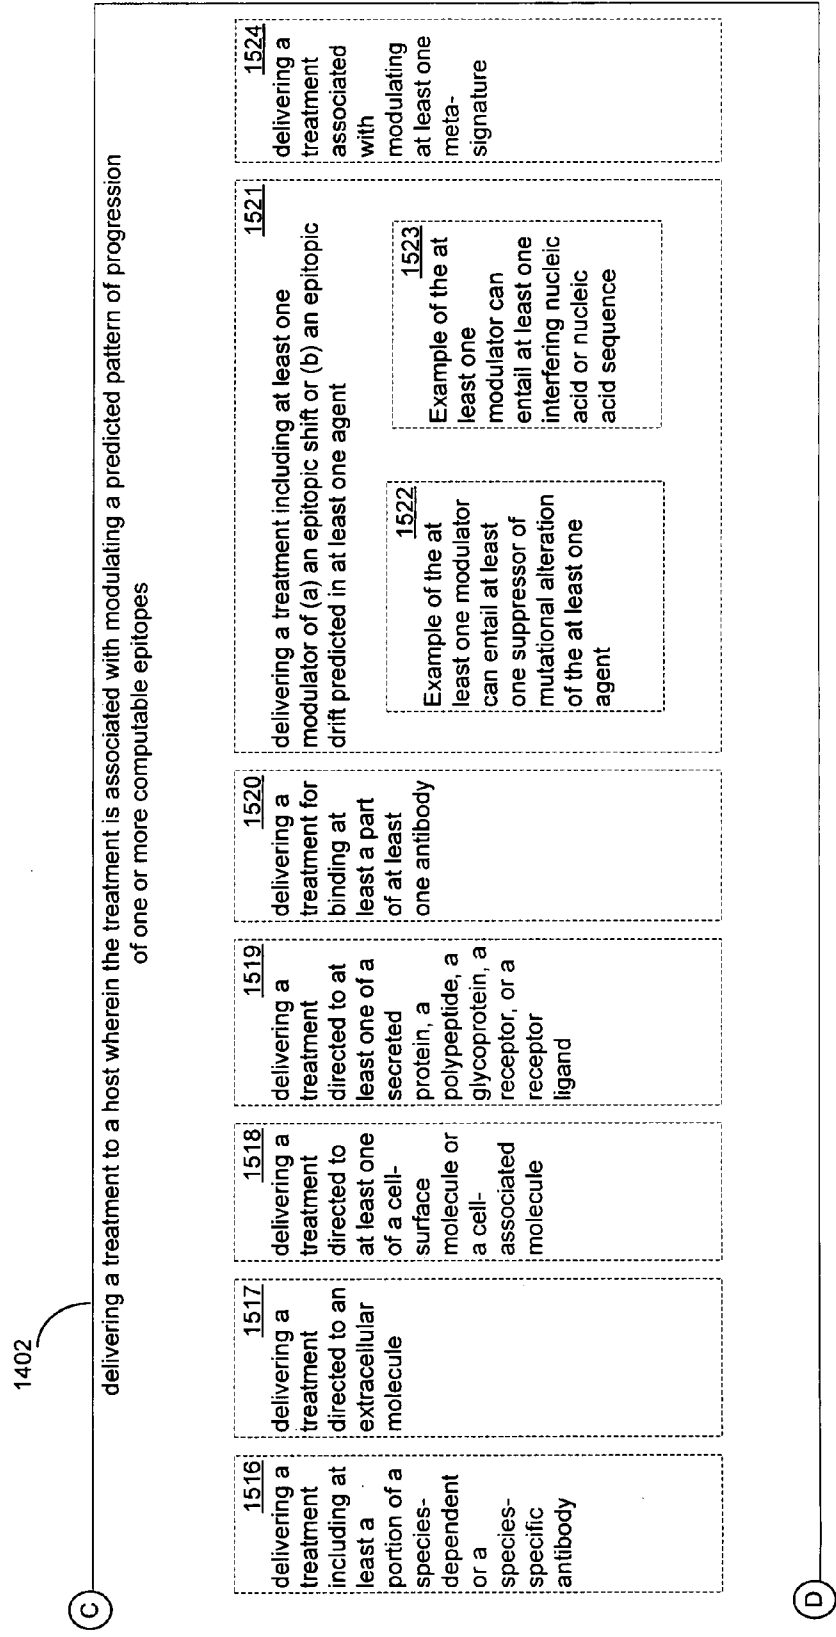 1402
C
delivering a treatment to a host wherein the treatment is associated with modulating a predicted pattern of progression
of one or more computable epitopes
1516
delivering a
treatment
including at
least a
portion of a
species-
dependent
or a
species-
specific
antibody
1517
delivering a
treatment
directed to an
extracellular
molecule
1518
delivering a
treatment
directed to
at least one
of a cell-
surface
molecule or
a cell-
associated
molecule
1519
delivering a
treatment
directed to at
least one of a
secreted
protein, a
polypeptide, a
glycoprotein, a
receptor, or a
receptor
ligand
1520
delivering a
treatment for
binding at
least a part
of at least
one antibody
1521
delivering a treatment including at least one
modulator of (a) an epitopic shift or (b) an epitopic
drift predicted in at least one agent
1522
Example of the at
least one modulator
can entail at least
one suppressor of
mutational alteration
of the at least one
agent
1523
Example of the at
least one
modulator can
entail at least one
interfering nucleic
acid or nucleic
acid sequence
1524
delivering a
treatment
associated
with
modulating
at least one
meta-
signature
D